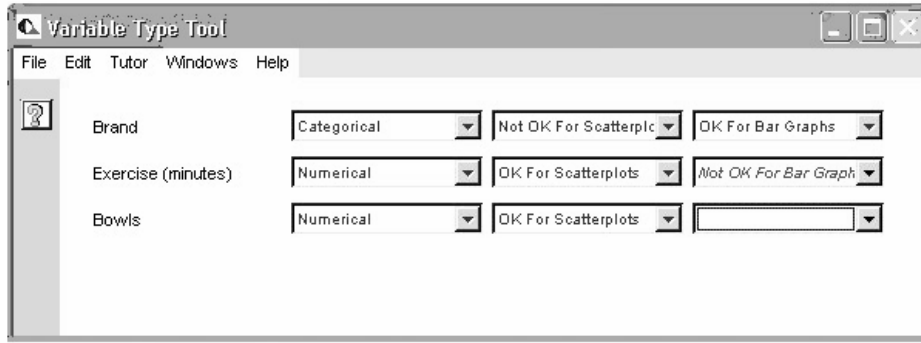 Variable Type Tool
File Edit Tutor Windows Help
Brand Categorical Not OK For Scatterplc OK For Bar Graphs
Exercise (minutes) Numerical OK For Scatterplots Not OK For Bar Graph
Bowls Numerical OK For Scatterplots